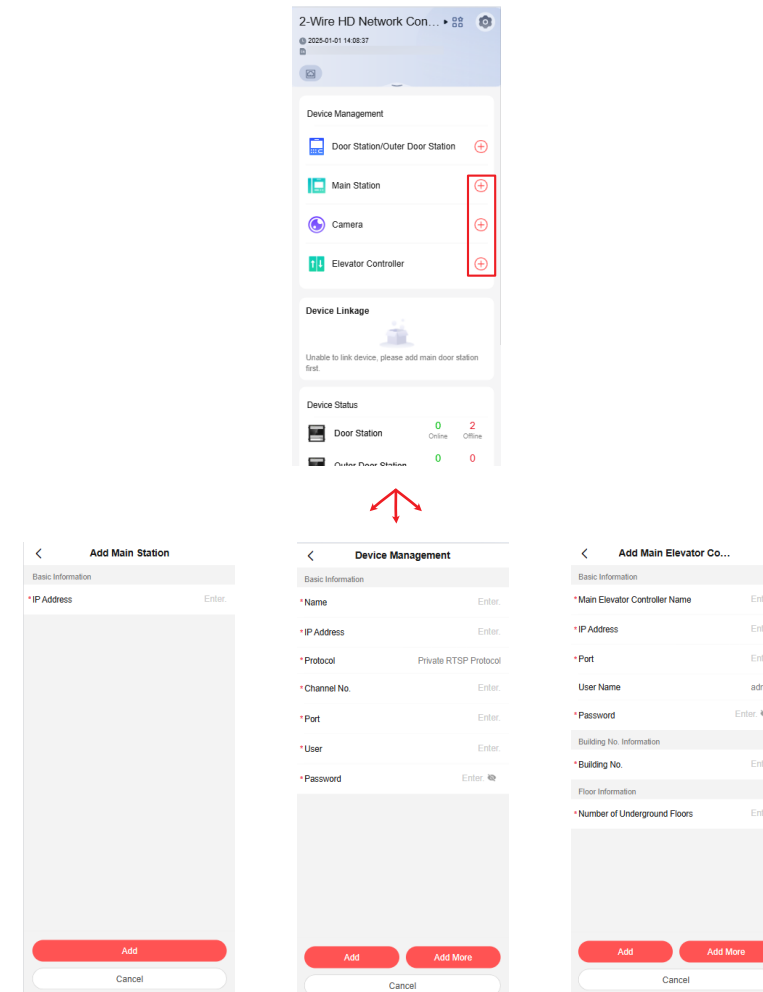 2-Wire HD Network Con...
2025-01-01 14:08:37
Device Management
Door Station/Outer Door Station
Main Station
Camera
Elevator Controller
Device Linkage
Unable to link device, please add main door station
first.
Device Status
Door Station
0
2
Online
Offline
Outer Door Station
0
0
Add Main Station
Basic Information
*IP Address
Enter.
Add
Cancel
Device Management
Basic Information
*Name
Enter.
*IP Address
Enter.
*Protocol
Private RTSP Protocol
*Channel No.
Enter.
*Port
Enter.
*User
Enter.
*Password
Enter.
Add
Add More
Cancel
Add Main Elevator Co...
Basic Information
*Main Elevator Controller Name
*IP Address
*Port
User Name
*Password
Enter.
Building No. Information
*Building No.
Floor Information
*Number of Underground Floors
Add
Add More
Cancel